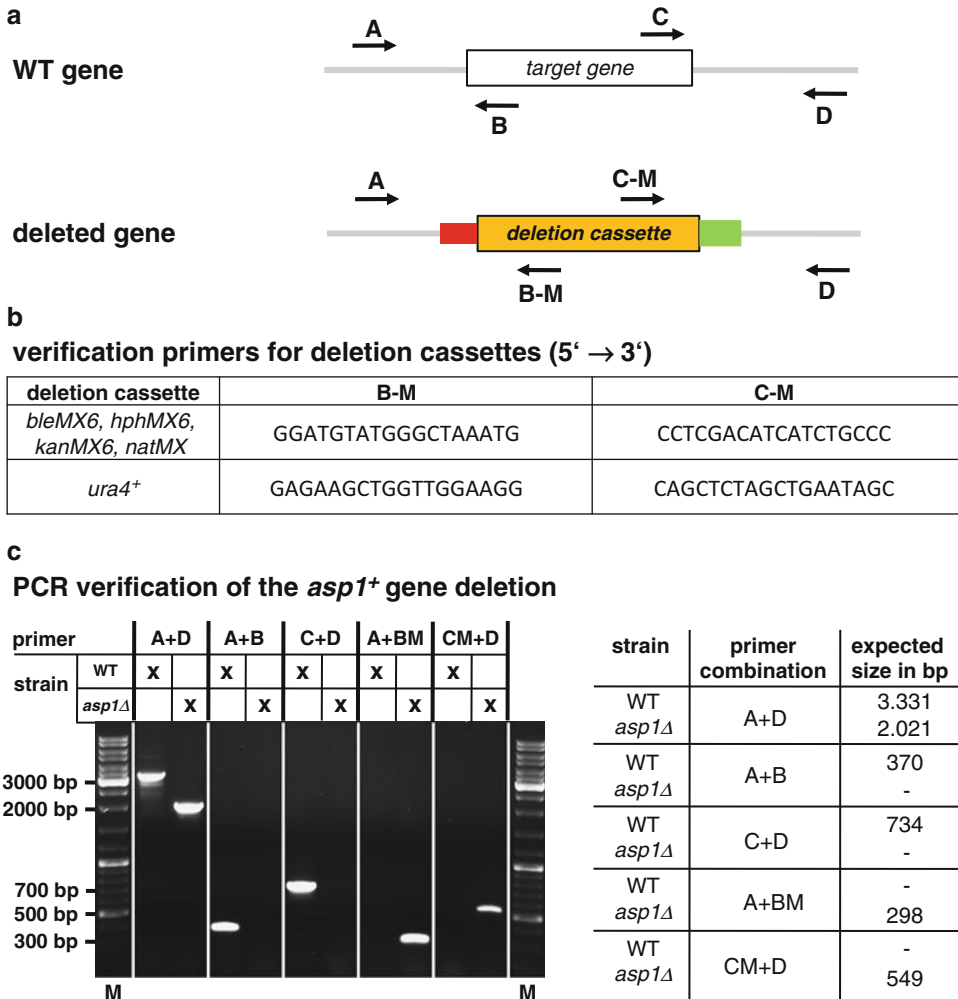 a
WT gene
A
C
target gene
B
D
deleted gene
A
C-M
deletion cassette
B-M
D
b
verification primers for deletion cassettes (5‘ → 3‘)
deletion cassette B-M C-M
bleMX6, hphMX6,
kanMX6, natMX
GGATGTATGGGCTAAATG CCTCGACATCATCTGCCC
ura4+ GAGAAGCTGGTTGGAAGG CAGCTCTAGCTGAATAGC
c
PCR verification of the asp1+ gene deletion
primer A+D A+B C+D A+BM CM+D
strain
WT X X X X X
asp1Δ X X X X X
3000 bp
2000 bp
700 bp
500 bp
300 bp
M M
strain primer combination expected size in bp
WT 3.331
asp1Δ A+D 2.021
WT 370
asp1Δ A+B -
WT 734
asp1Δ C+D -
WT -
asp1Δ A+BM 298
WT -
asp1Δ CM+D 549